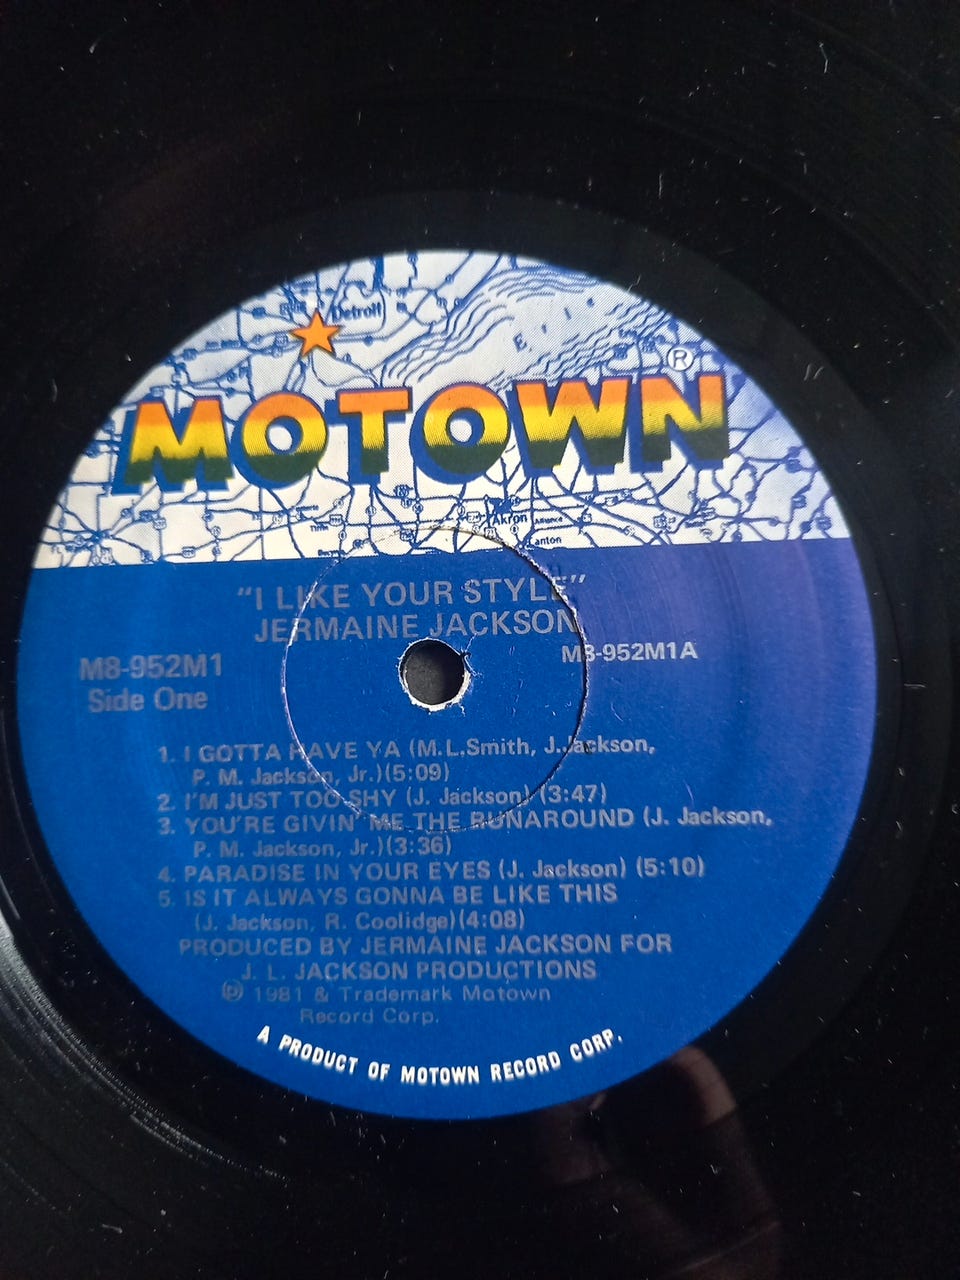 Detroit
E I
®
MOTOWN
Akron
Alliance
Canton
"I LIKE YOUR STYLE"
JERMAINE JACKSON
M8-952M1
M8-952M1A
Side One
1. I GOTTA HAVE YA (M.L.Smith, J.Jackson,
P. M. Jackson, Jr.)(5:09)
2. I'M JUST TOO SHY (J. Jackson) (3:47)
3. YOU'RE GIVIN' ME THE RUNAROUND (J. Jackson,
P. M. Jackson, Jr.)(3:36)
4. PARADISE IN YOUR EYES (J. Jackson) (5:10)
5. IS IT ALWAYS GONNA BE LIKE THIS
(J. Jackson, R. Coolidge)(4:08)
PRODUCED BY JERMAINE JACKSON FOR
J. L. JACKSON PRODUCTIONS
℗ 1981 & Trademark Motown
Record Corp.
A PRODUCT OF MOTOWN RECORD CORP.